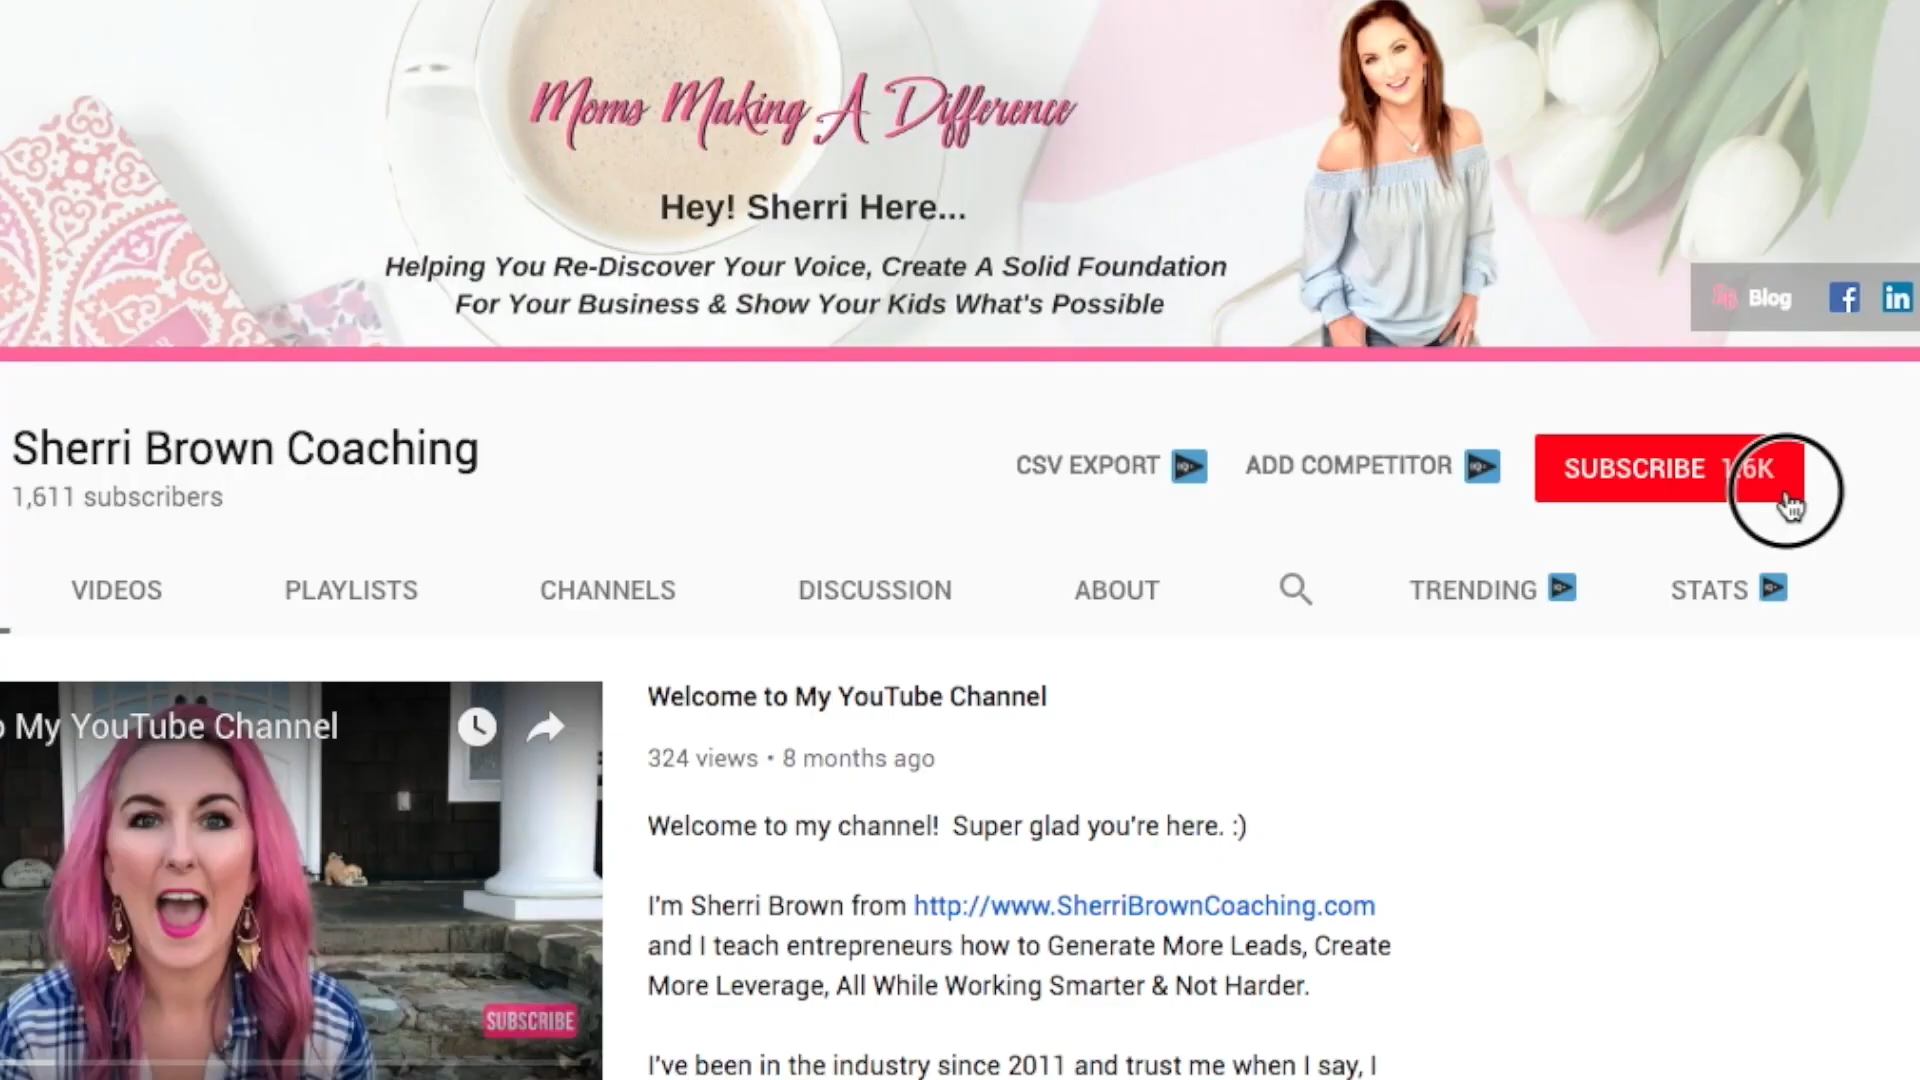 Moms Making A Difference
Hey! Sherri Here...
Helping You Re-Discover Your Voice, Create A Solid Foundation
For Your Business & Show Your Kids What's Possible
Blog
Sherri Brown Coaching
1,611 subscribers
CSV EXPORT
ADD COMPETITOR
SUBSCRIBE 1.6K
VIDEOS
PLAYLISTS
CHANNELS
DISCUSSION
ABOUT
TRENDING
STATS
My YouTube Channel
SUBSCRIBE
Welcome to My YouTube Channel
324 views • 8 months ago
Welcome to my channel! Super glad you're here. :)
I'm Sherri Brown from http://www.SherriBrownCoaching.com
and I teach entrepreneurs how to Generate More Leads, Create
More Leverage, All While Working Smarter & Not Harder.
I've been in the industry since 2011 and trust me when I say, I